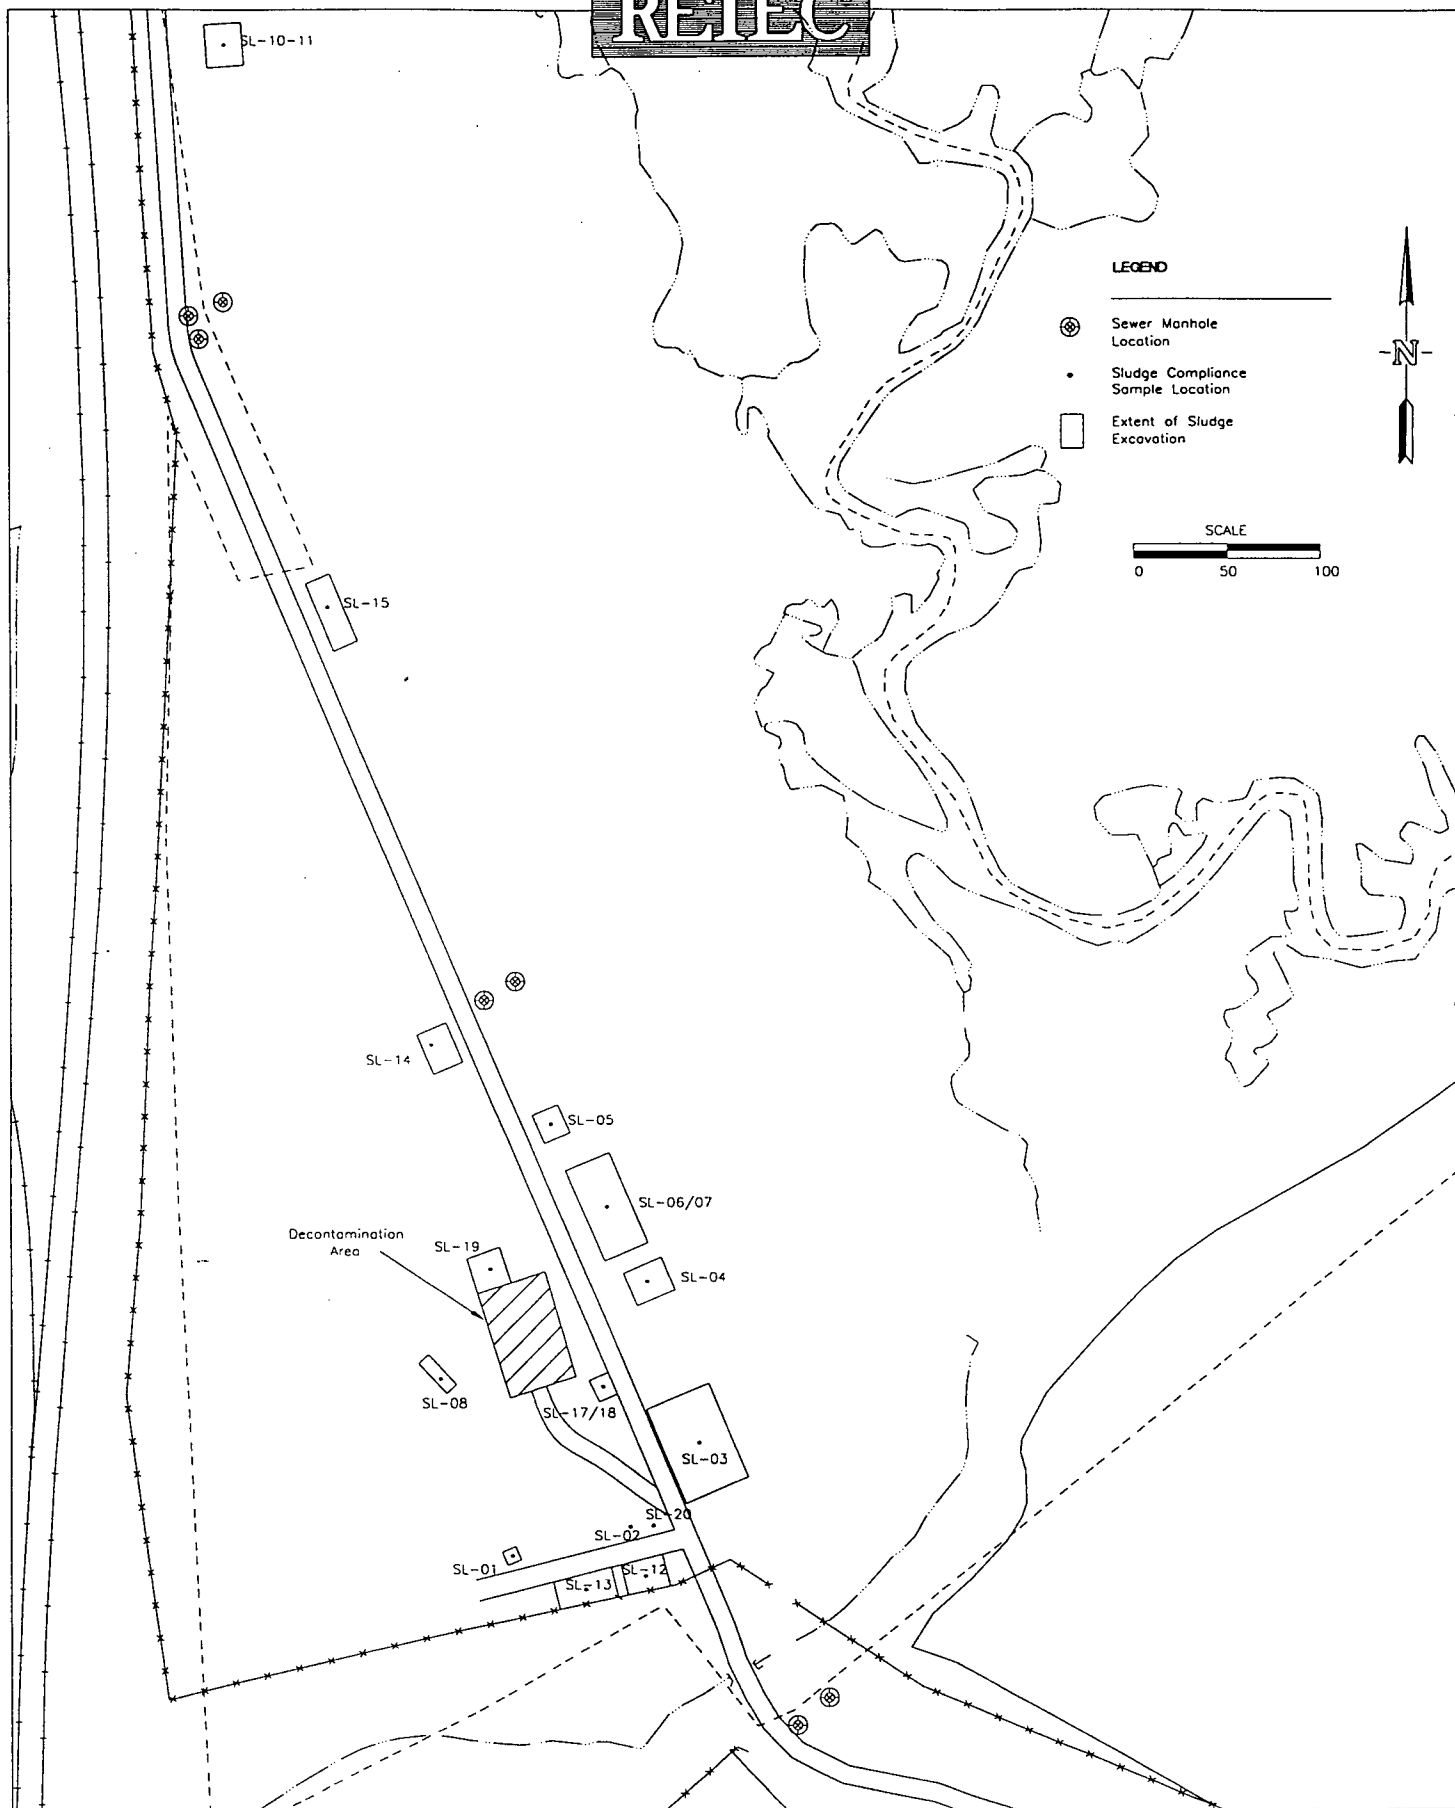 RETEC
SL-10-11
LEGEND
Sewer Manhole
Location
Sludge Compliance
Sample Location
Extent of Sludge
Excavation
N
SCALE
0 50 100
SL-15
SL-14
SL-05
SL-06/07
Decontamination
Area
SL-19
SL-04
SL-08
SL-17/18
SL-03
SL-20
SL-02
SL-01
SL-12
SL-13